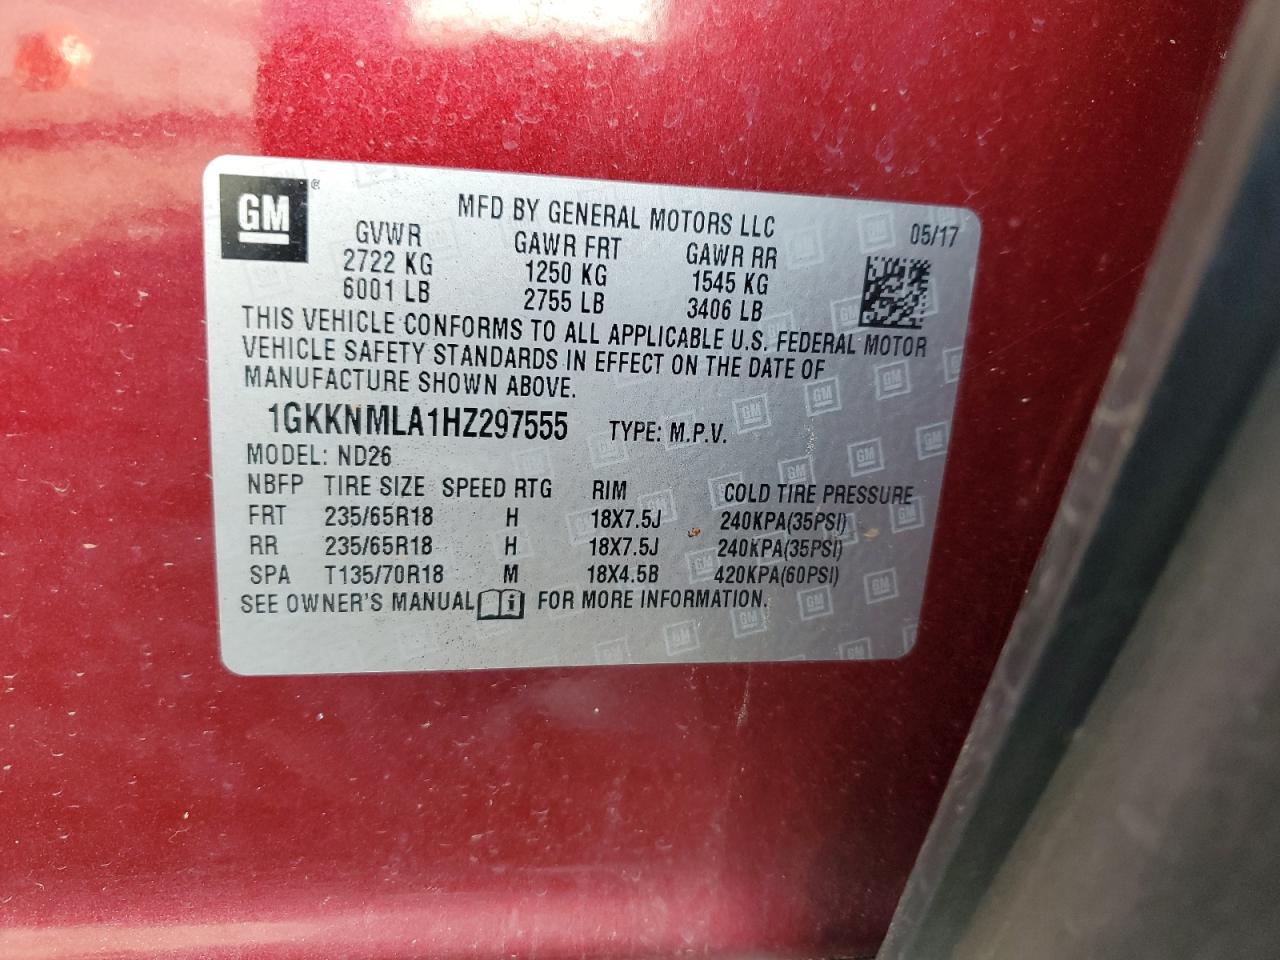 GM ®
MFD BY GENERAL MOTORS LLC 05/17
GVWR GAWR FRT GAWR RR
2722 KG 1250 KG 1545 KG
6001 LB 2755 LB 3406 LB
THIS VEHICLE CONFORMS TO ALL APPLICABLE U.S. FEDERAL MOTOR
VEHICLE SAFETY STANDARDS IN EFFECT ON THE DATE OF
MANUFACTURE SHOWN ABOVE.
1GKKNMLA1HZ297555 TYPE: M.P.V.
MODEL: ND26
NBFP TIRE SIZE SPEED RTG RIM COLD TIRE PRESSURE
FRT 235/65R18 H 18X7.5J 240KPA(35PSI)
RR 235/65R18 H 18X7.5J 240KPA(35PSI)
SPA T135/70R18 M 18X4.5B 420KPA(60PSI)
SEE OWNER'S MANUAL i FOR MORE INFORMATION.